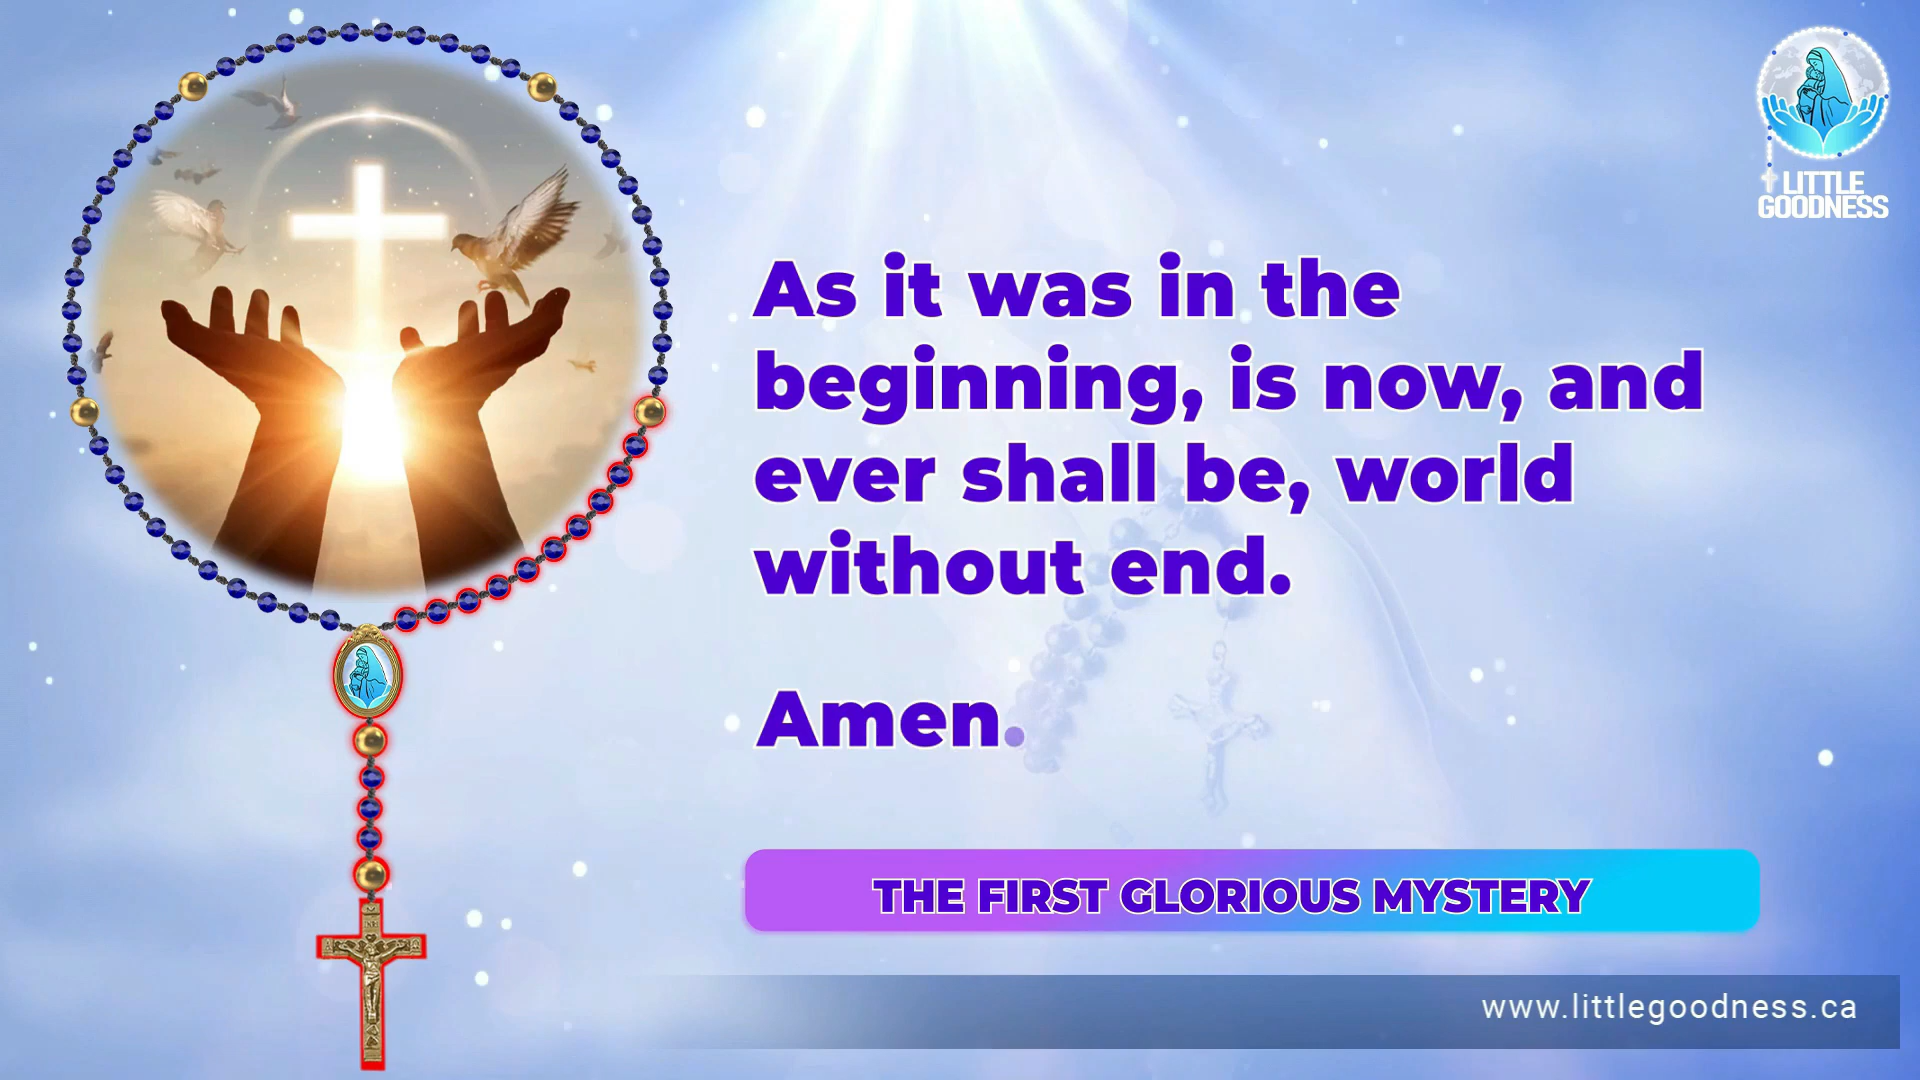 LITTLE
GOODNESS
As it was in the
beginning, is now, and
ever shall be, world
without end.
Amen.
THE FIRST GLORIOUS MYSTERY
www.littlegoodness.ca